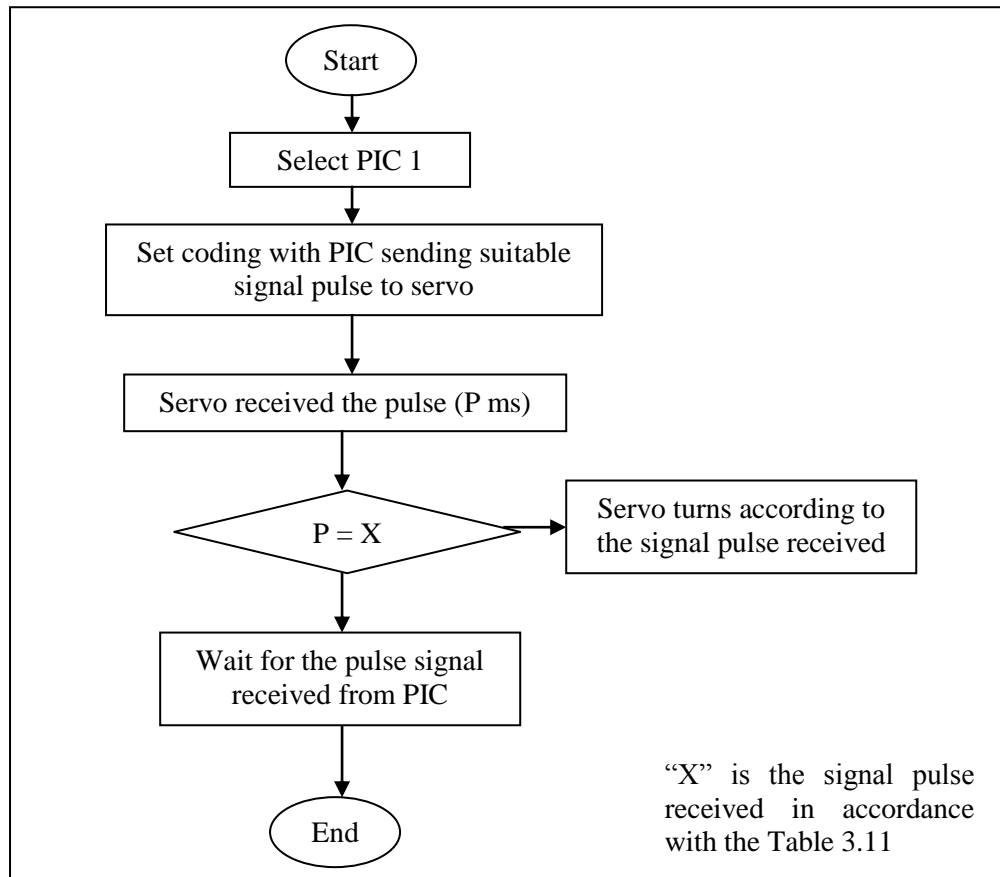 Start
Select PIC 1
Set coding with PIC sending suitable
signal pulse to servo
Servo received the pulse (P ms)
P = X
Servo turns according to
the signal pulse received
Wait for the pulse signal
received from PIC
End
“X” is the signal pulse
received in accordance
with the Table 3.11